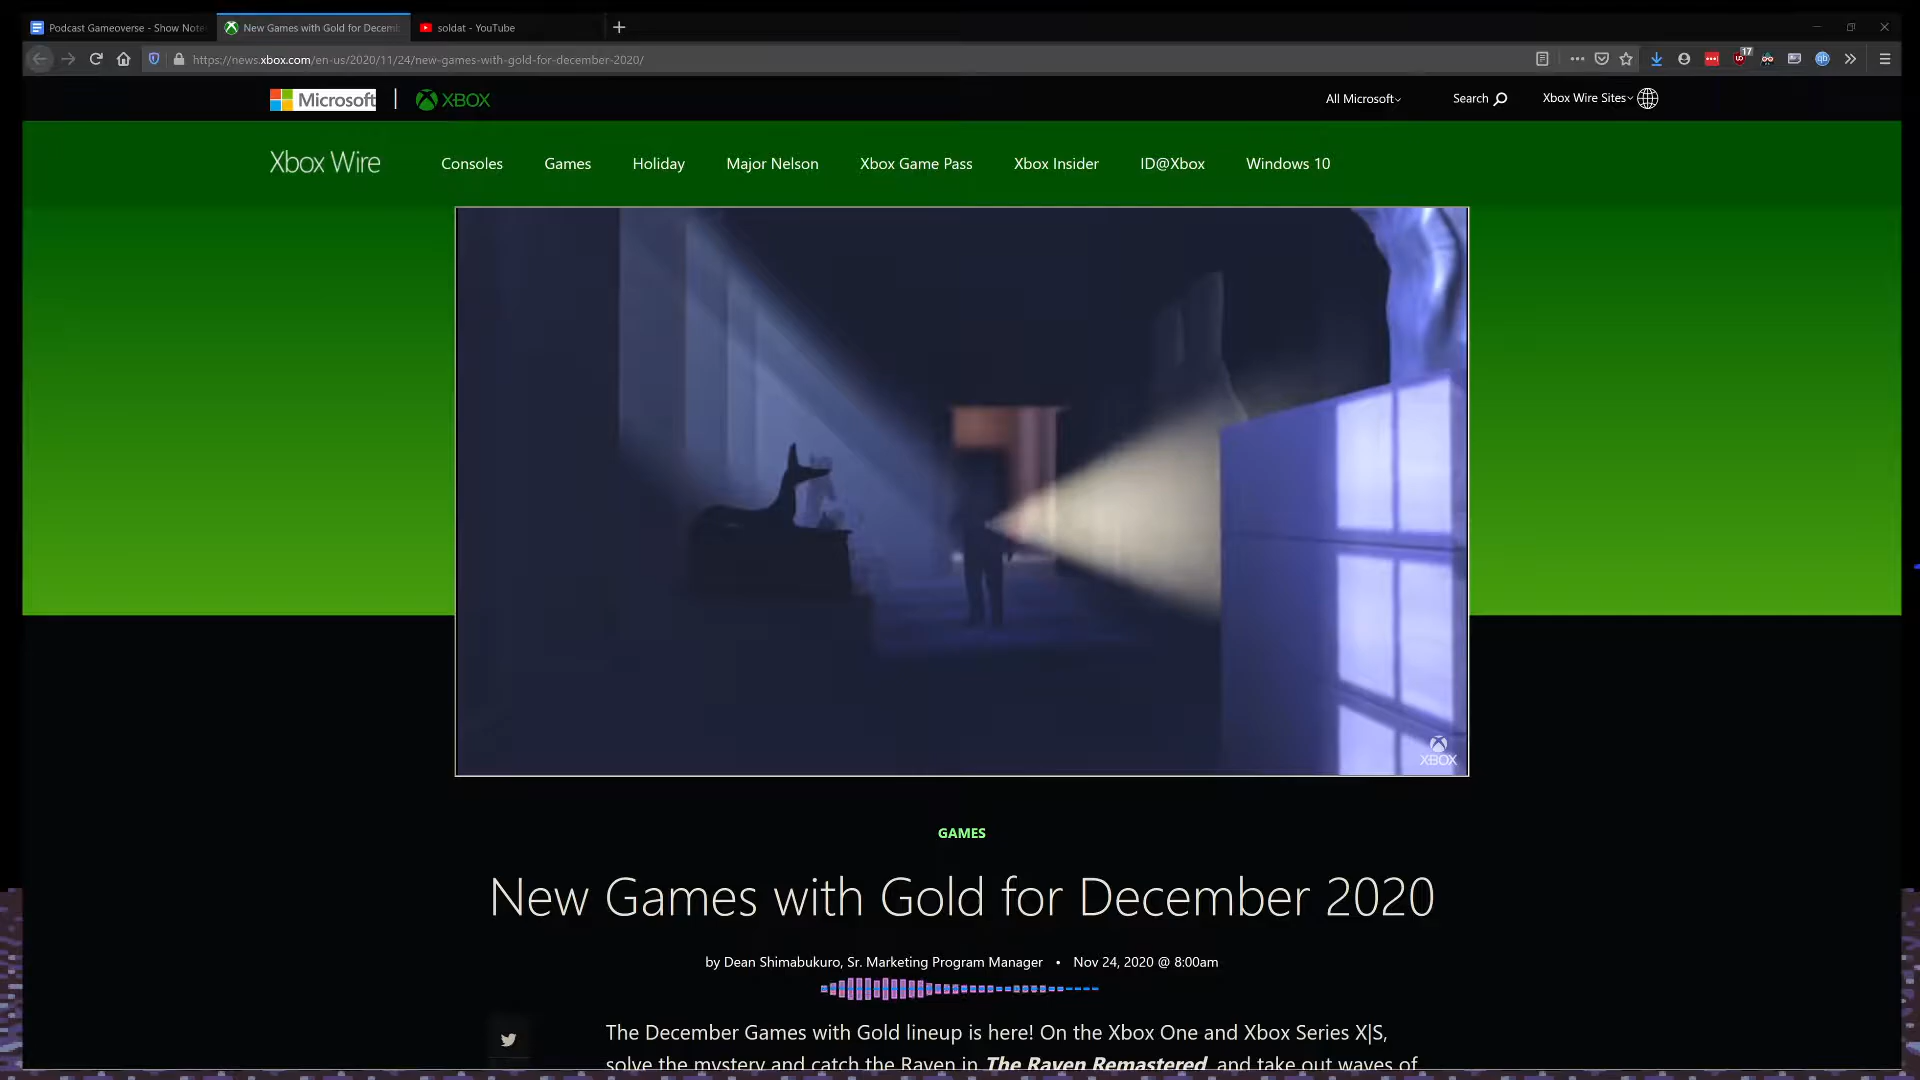 Podcast Gameoverse - Show Note
New Games with Gold for Decemb
soldat - YouTube
https://news.xbox.com/en-us/2020/11/24/new-games-with-gold-for-december-2020/
17
Microsoft | XBOX
All Microsoft
Search
Xbox Wire Sites
Xbox Wire
Consoles
Games
Holiday
Major Nelson
Xbox Game Pass
Xbox Insider
ID@Xbox
Windows 10
XBOX
GAMES
New Games with Gold for December 2020
by Dean Shimabukuro, Sr. Marketing Program Manager • Nov 24, 2020 @ 8:00am
The December Games with Gold lineup is here! On the Xbox One and Xbox Series X|S,
solve the mystery and catch the Raven in The Raven Remastered, and take out waves of